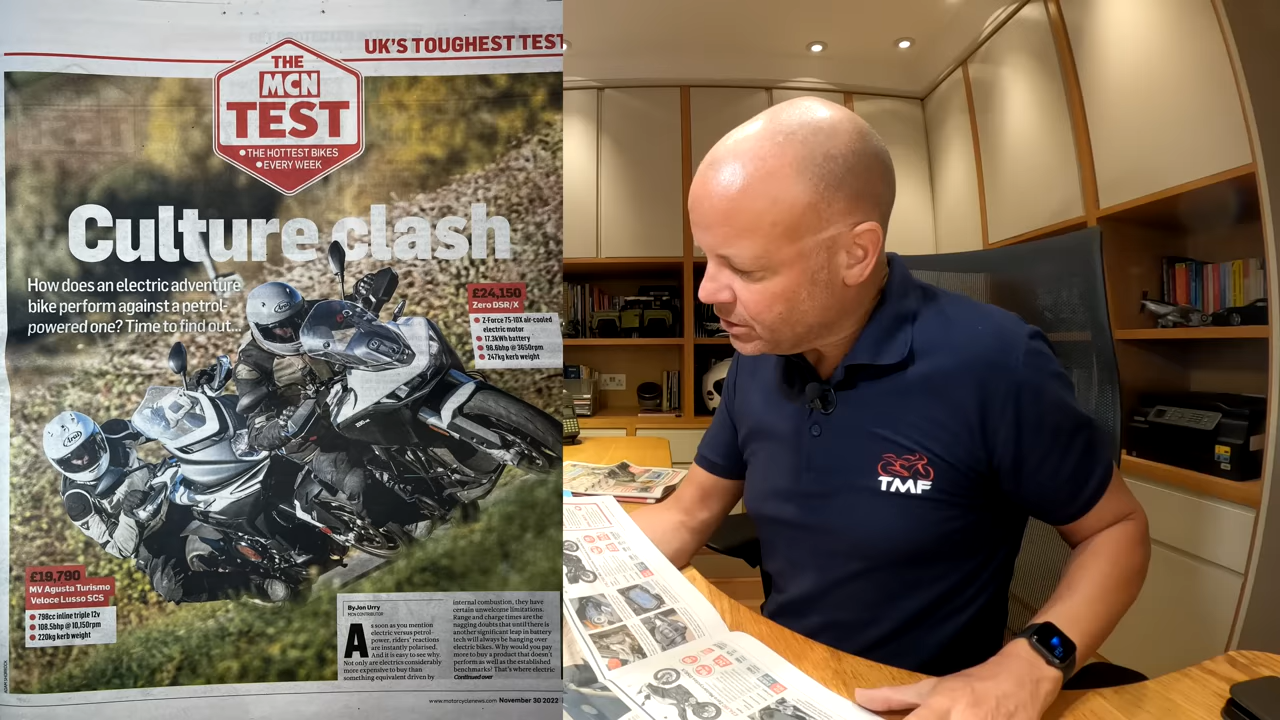 UK'S TOUGHEST TEST
THE
MCN
TEST
• THE HOTTEST BIKES
• EVERY WEEK
Culture clash
How does an electric adventure
bike perform against a petrol-
powered one? Time to find out...
£24,150
Zero DSR/X
Z-Force 75-10X air-cooled
electric motor
17.3kWh battery
98.6bhp @ 3650rpm
247kg kerb weight
£19,790
MV Agusta Turismo
Veloce Lusso SCS
798cc inline triple 12v
108.5bhp @ 10,150rpm
220kg kerb weight
By Jon Urry
MCN CONTRIBUTOR
As soon as you mention
electric versus petrol-
power, riders' reactions
are instantly polarised.
And it is easy to see why.
Not only are electrics considerably
more expensive to buy than
something equivalent driven by
internal combustion, they have
certain unwelcome limitations.
Range and charge times are the
nagging doubts that until there is
another significant leap in battery
tech will always be hanging over
electric bikes. Why would you pay
more to buy a product that doesn't
perform as well as the established
benchmarks? That's where electric
Continued over
www.motorcyclenews.com November 30 2022
Arai
Arai
TMF